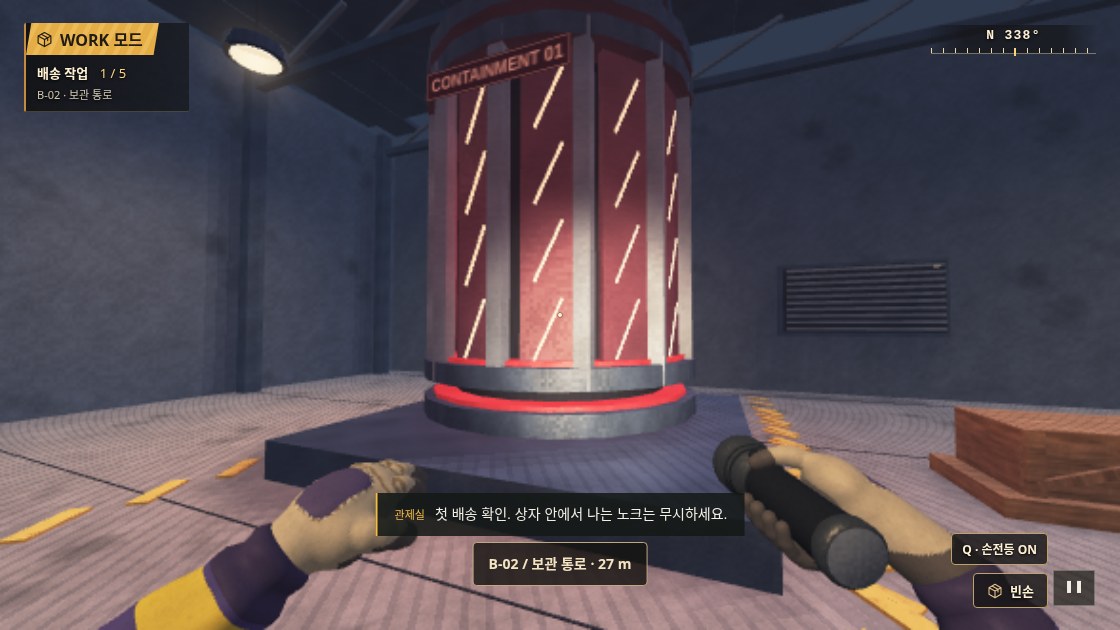 WORK 모드
배송 작업 1 / 5
B-02 · 보관 통로
N 338°
CONTAINMENT 01
관제실 첫 배송 확인. 상자 안에서 나는 노크는 무시하세요.
B-02 / 보관 통로 · 27 m
Q · 손전등 ON
빈손